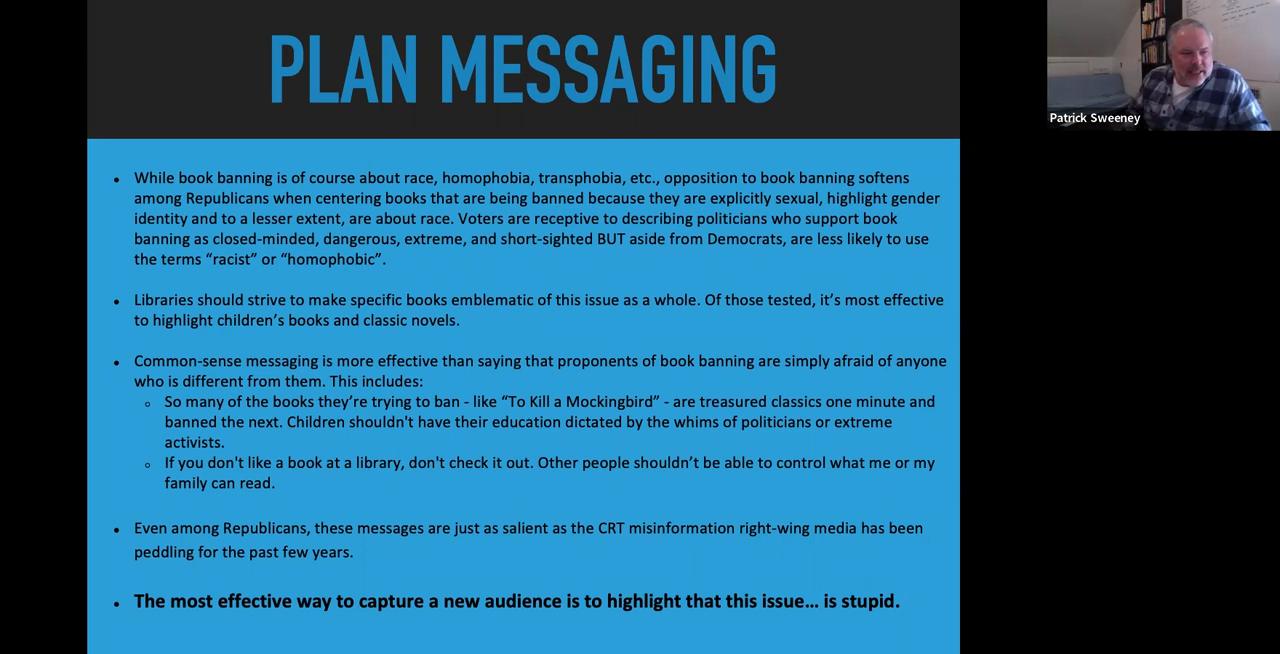 PLAN MESSAGING
Patrick Sweeney
• While book banning is of course about race, homophobia, transphobia, etc., opposition to book banning softens
among Republicans when centering books that are being banned because they are explicitly sexual, highlight gender
identity and to a lesser extent, are about race. Voters are receptive to describing politicians who support book
banning as closed-minded, dangerous, extreme, and short-sighted BUT aside from Democrats, are less likely to use
the terms “racist” or “homophobic”.
• Libraries should strive to make specific books emblematic of this issue as a whole. Of those tested, it’s most effective
to highlight children’s books and classic novels.
• Common-sense messaging is more effective than saying that proponents of book banning are simply afraid of anyone
who is different from them. This includes:
◦ So many of the books they’re trying to ban - like “To Kill a Mockingbird” - are treasured classics one minute and
banned the next. Children shouldn't have their education dictated by the whims of politicians or extreme
activists.
◦ If you don't like a book at a library, don't check it out. Other people shouldn’t be able to control what me or my
family can read.
• Even among Republicans, these messages are just as salient as the CRT misinformation right-wing media has been
peddling for the past few years.
• The most effective way to capture a new audience is to highlight that this issue... is stupid.